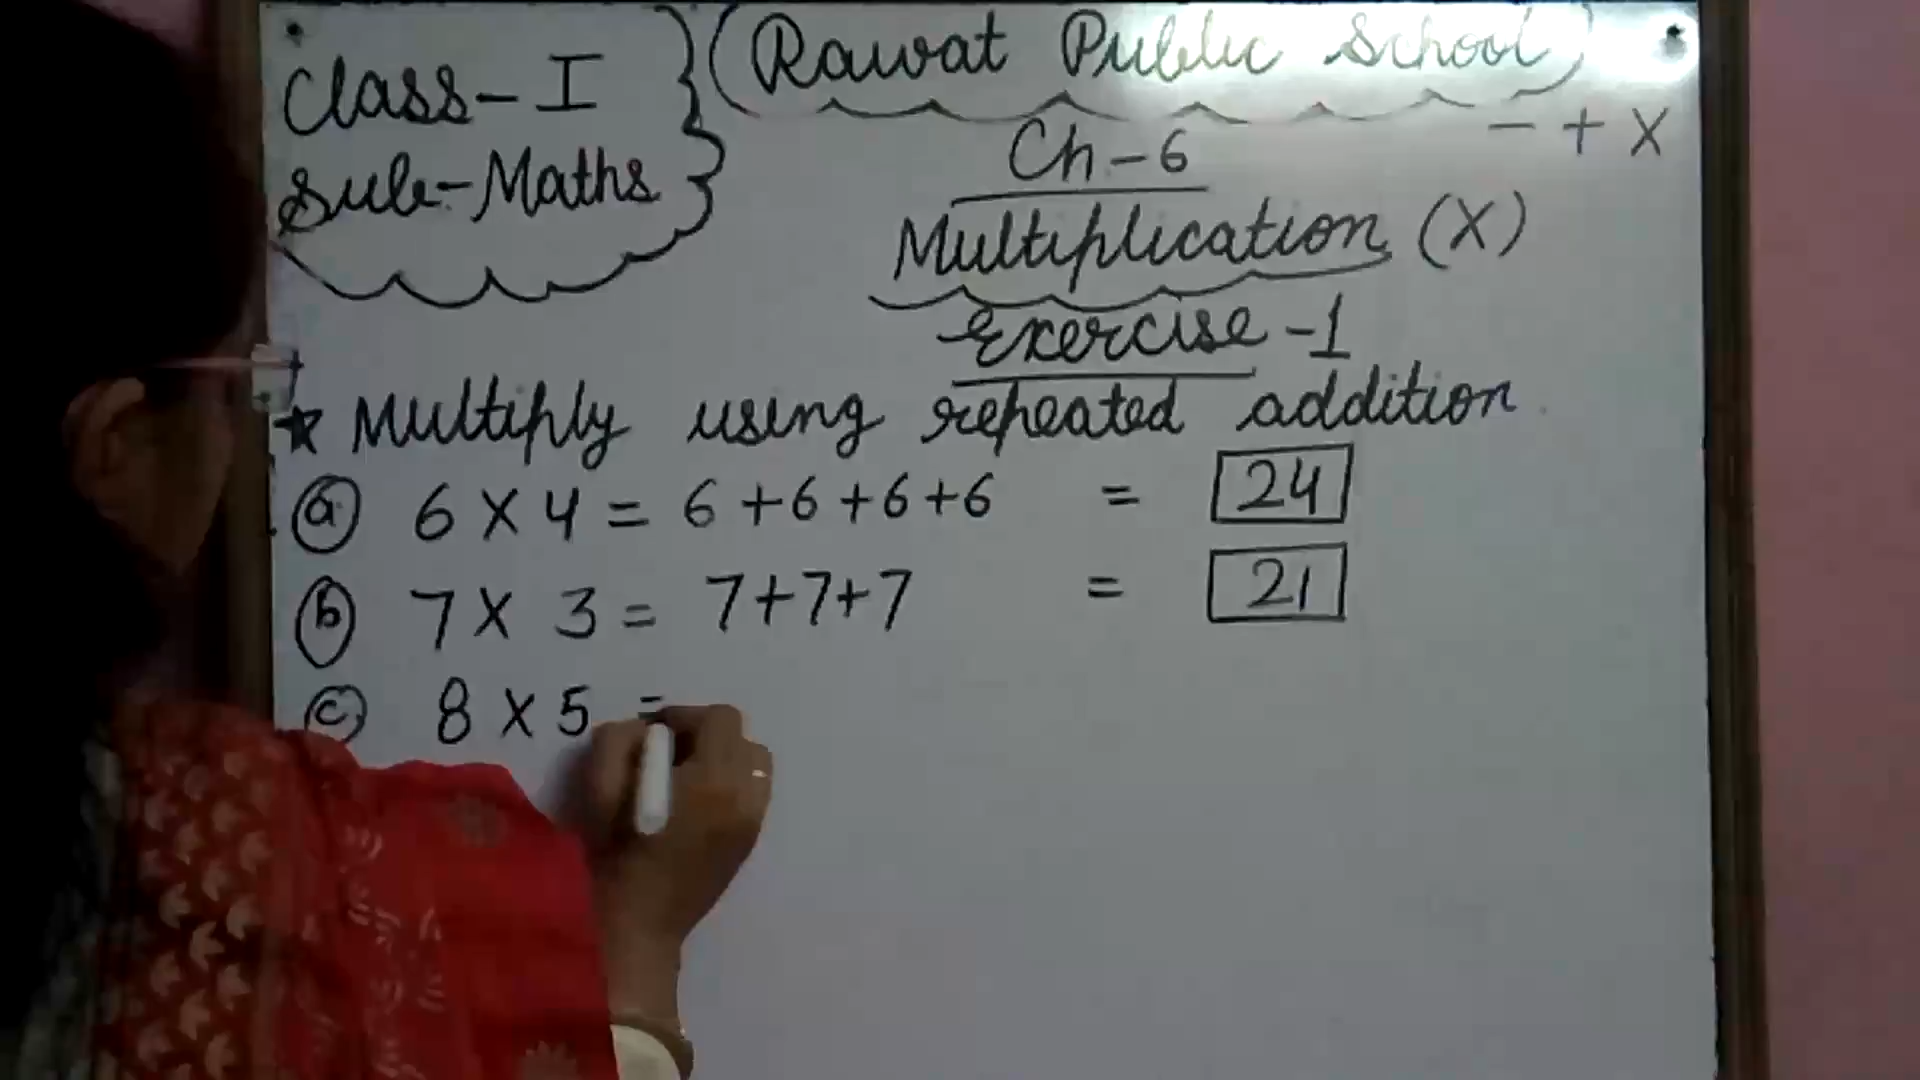 Class-I
Sub-Maths
(Rawat Public School)
- + X
Ch-6
Multiplication (X)
Exercise-1
★ Multiply using repeated addition
(a) 6 X 4 = 6+6+6+6 = 24
(b) 7 X 3 = 7+7+7 = 21
(c) 8 X 5 =